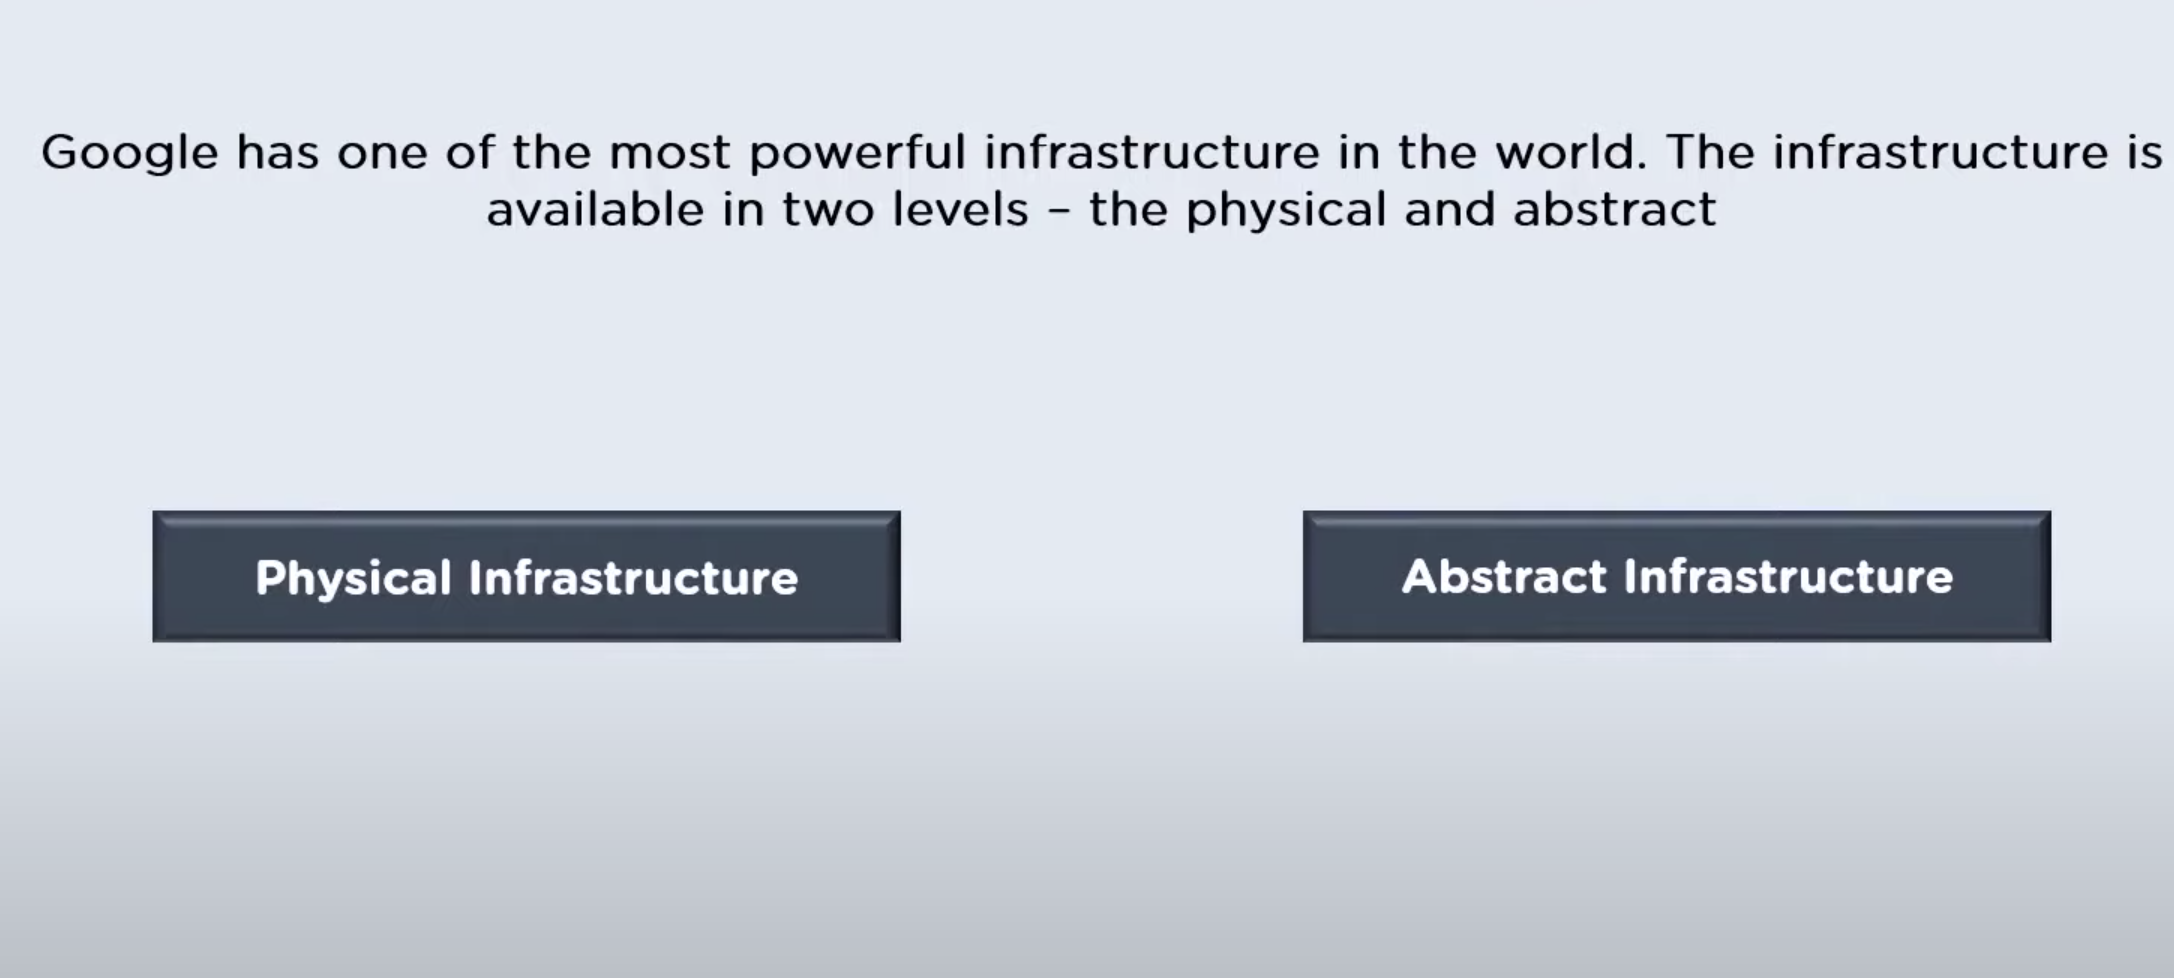 Google has one of the most powerful infrastructure in the world. The infrastructure is
available in two levels – the physical and abstract
Physical Infrastructure
Abstract Infrastructure